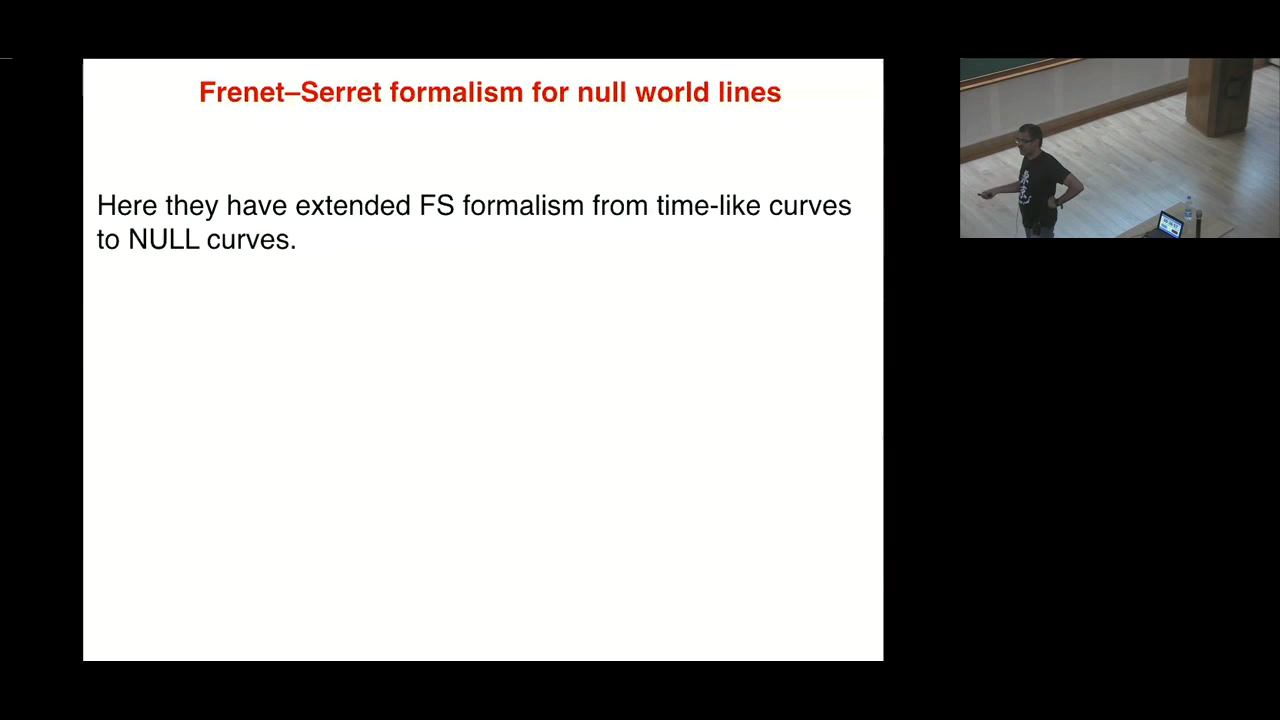 Frenet–Serret formalism for null world lines
Here they have extended FS formalism from time-like curves
to NULL curves.